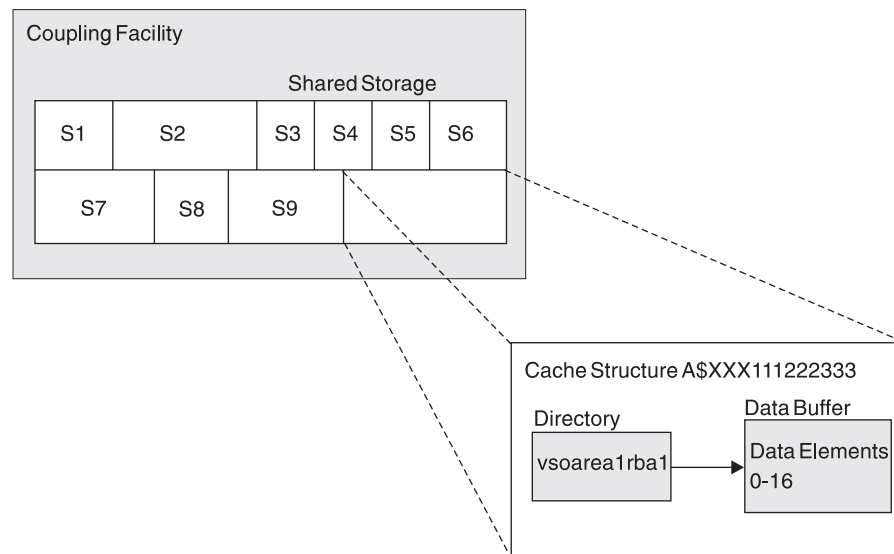 Coupling Facility
Shared Storage
S1 S2 S3 S4 S5 S6
S7 S8 S9
Cache Structure A$XXX111222333
Directory
Data Buffer
vsoarea1rba1
Data Elements
0-16